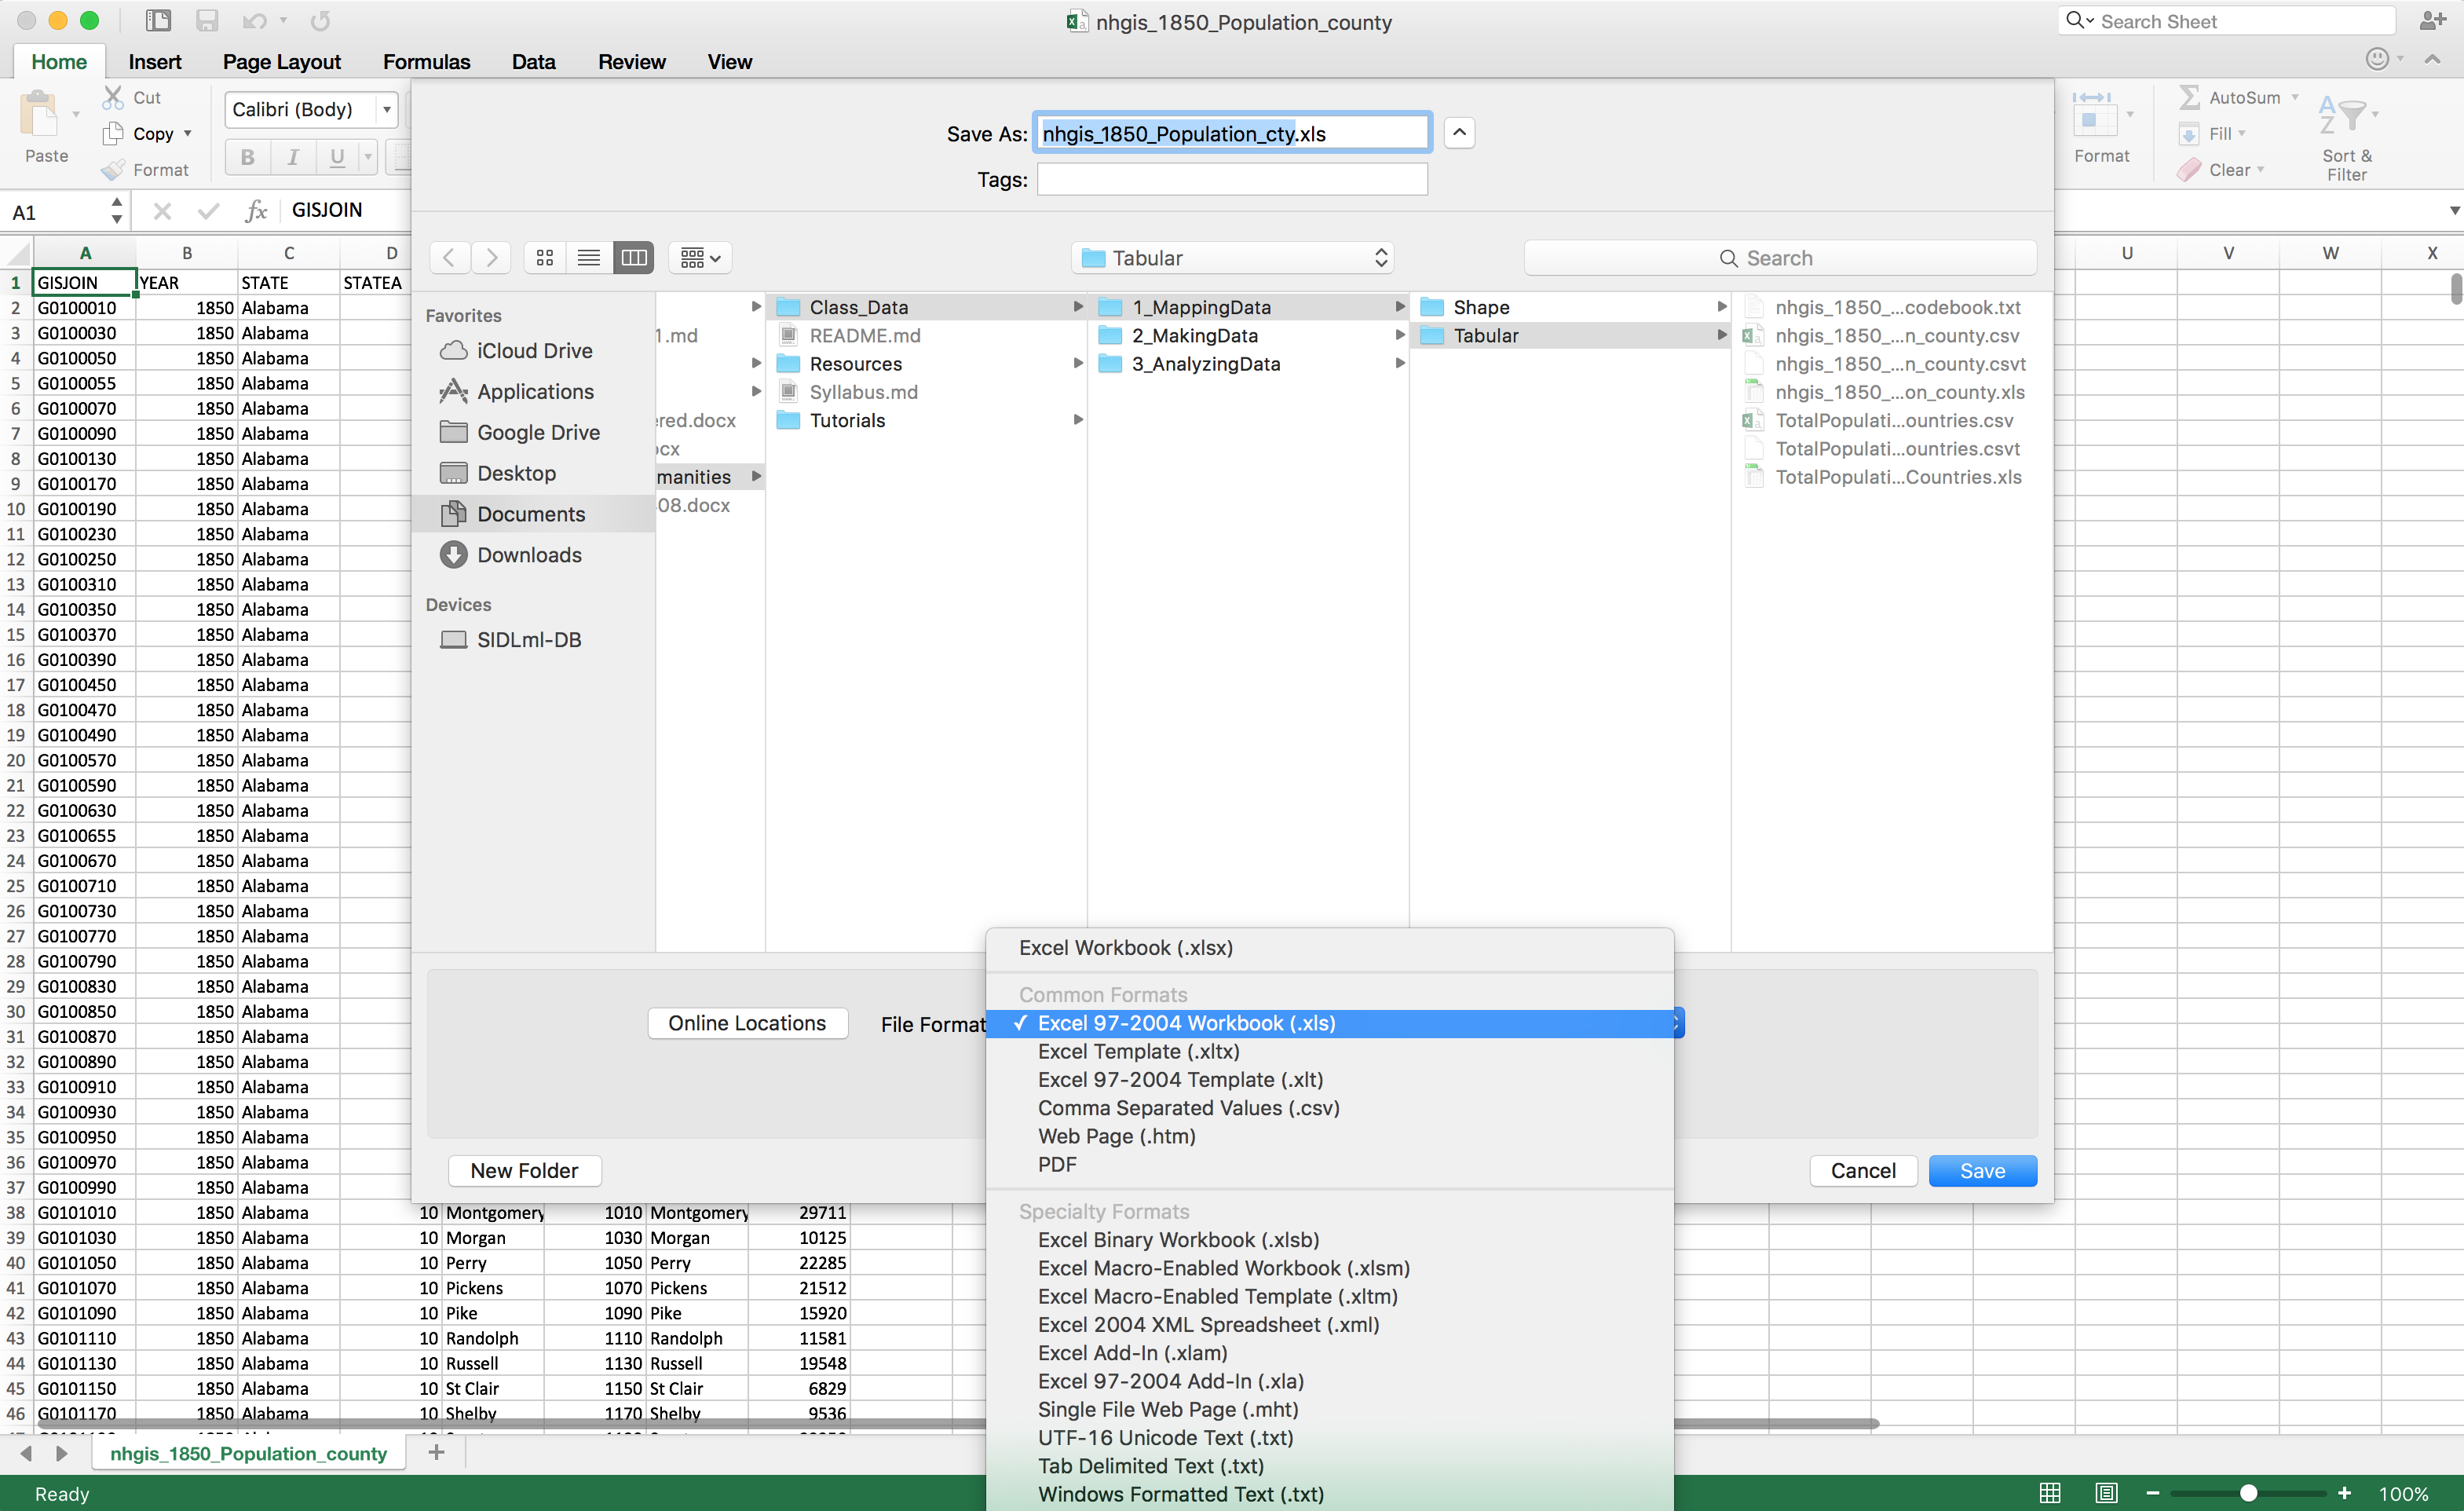 nhgis_1850_Population_county
Search Sheet
Home Insert Page Layout Formulas Data Review View
Paste
Cut
Copy
Format
Calibri (Body)
B I U
Save As: nhgis_1850_Population_cty.xls
Tags:
Format
AutoSum
Fill
Clear
Sort & Filter
A1 fx GISJOIN
Tabular
Search
A B C D U V W X
1 GISJOIN YEAR STATE STATEA
2 G0100010 1850 Alabama
3 G0100030 1850 Alabama
4 G0100050 1850 Alabama
5 G0100055 1850 Alabama
6 G0100070 1850 Alabama
7 G0100090 1850 Alabama
8 G0100130 1850 Alabama
9 G0100170 1850 Alabama
10 G0100190 1850 Alabama
11 G0100230 1850 Alabama
12 G0100250 1850 Alabama
13 G0100310 1850 Alabama
14 G0100350 1850 Alabama
15 G0100370 1850 Alabama
16 G0100390 1850 Alabama
17 G0100450 1850 Alabama
18 G0100470 1850 Alabama
19 G0100490 1850 Alabama
20 G0100570 1850 Alabama
21 G0100590 1850 Alabama
22 G0100630 1850 Alabama
23 G0100655 1850 Alabama
24 G0100670 1850 Alabama
25 G0100710 1850 Alabama
26 G0100730 1850 Alabama
27 G0100770 1850 Alabama
28 G0100790 1850 Alabama
29 G0100830 1850 Alabama
30 G0100850 1850 Alabama
31 G0100870 1850 Alabama
32 G0100890 1850 Alabama
33 G0100910 1850 Alabama
34 G0100930 1850 Alabama
35 G0100950 1850 Alabama
36 G0100970 1850 Alabama
37 G0100990 1850 Alabama
38 G0101010 1850 Alabama 10 Montgomery 1010 Montgomery 29711
39 G0101030 1850 Alabama 10 Morgan 1030 Morgan 10125
40 G0101050 1850 Alabama 10 Perry 1050 Perry 22285
41 G0101070 1850 Alabama 10 Pickens 1070 Pickens 21512
42 G0101090 1850 Alabama 10 Pike 1090 Pike 15920
43 G0101110 1850 Alabama 10 Randolph 1110 Randolph 11581
44 G0101130 1850 Alabama 10 Russell 1130 Russell 19548
45 G0101150 1850 Alabama 10 St Clair 1150 St Clair 6829
46 G0101170 1850 Alabama 10 Shelby 1170 Shelby 9536
Favorites
iCloud Drive
Applications
Google Drive
Desktop
Documents
Downloads
Devices
SIDLml-DB
1.md
red.docx
cx
manities
08.docx
Class_Data
README.md
Resources
Syllabus.md
Tutorials
1_MappingData
2_MakingData
3_AnalyzingData
Shape
Tabular
nhgis_1850_...codebook.txt
nhgis_1850_...n_county.csv
nhgis_1850_...n_county.csvt
nhgis_1850_...on_county.xls
TotalPopulati...ountries.csv
TotalPopulati...ountries.csvt
TotalPopulati...Countries.xls
Online Locations
File Format
Excel Workbook (.xlsx)
Common Formats
✓ Excel 97-2004 Workbook (.xls)
Excel Template (.xltx)
Excel 97-2004 Template (.xlt)
Comma Separated Values (.csv)
Web Page (.htm)
PDF
Specialty Formats
Excel Binary Workbook (.xlsb)
Excel Macro-Enabled Workbook (.xlsm)
Excel Macro-Enabled Template (.xltm)
Excel 2004 XML Spreadsheet (.xml)
Excel Add-In (.xlam)
Excel 97-2004 Add-In (.xla)
Single File Web Page (.mht)
UTF-16 Unicode Text (.txt)
Tab Delimited Text (.txt)
Windows Formatted Text (.txt)
New Folder
Cancel
Save
nhgis_1850_Population_county
Ready
100%